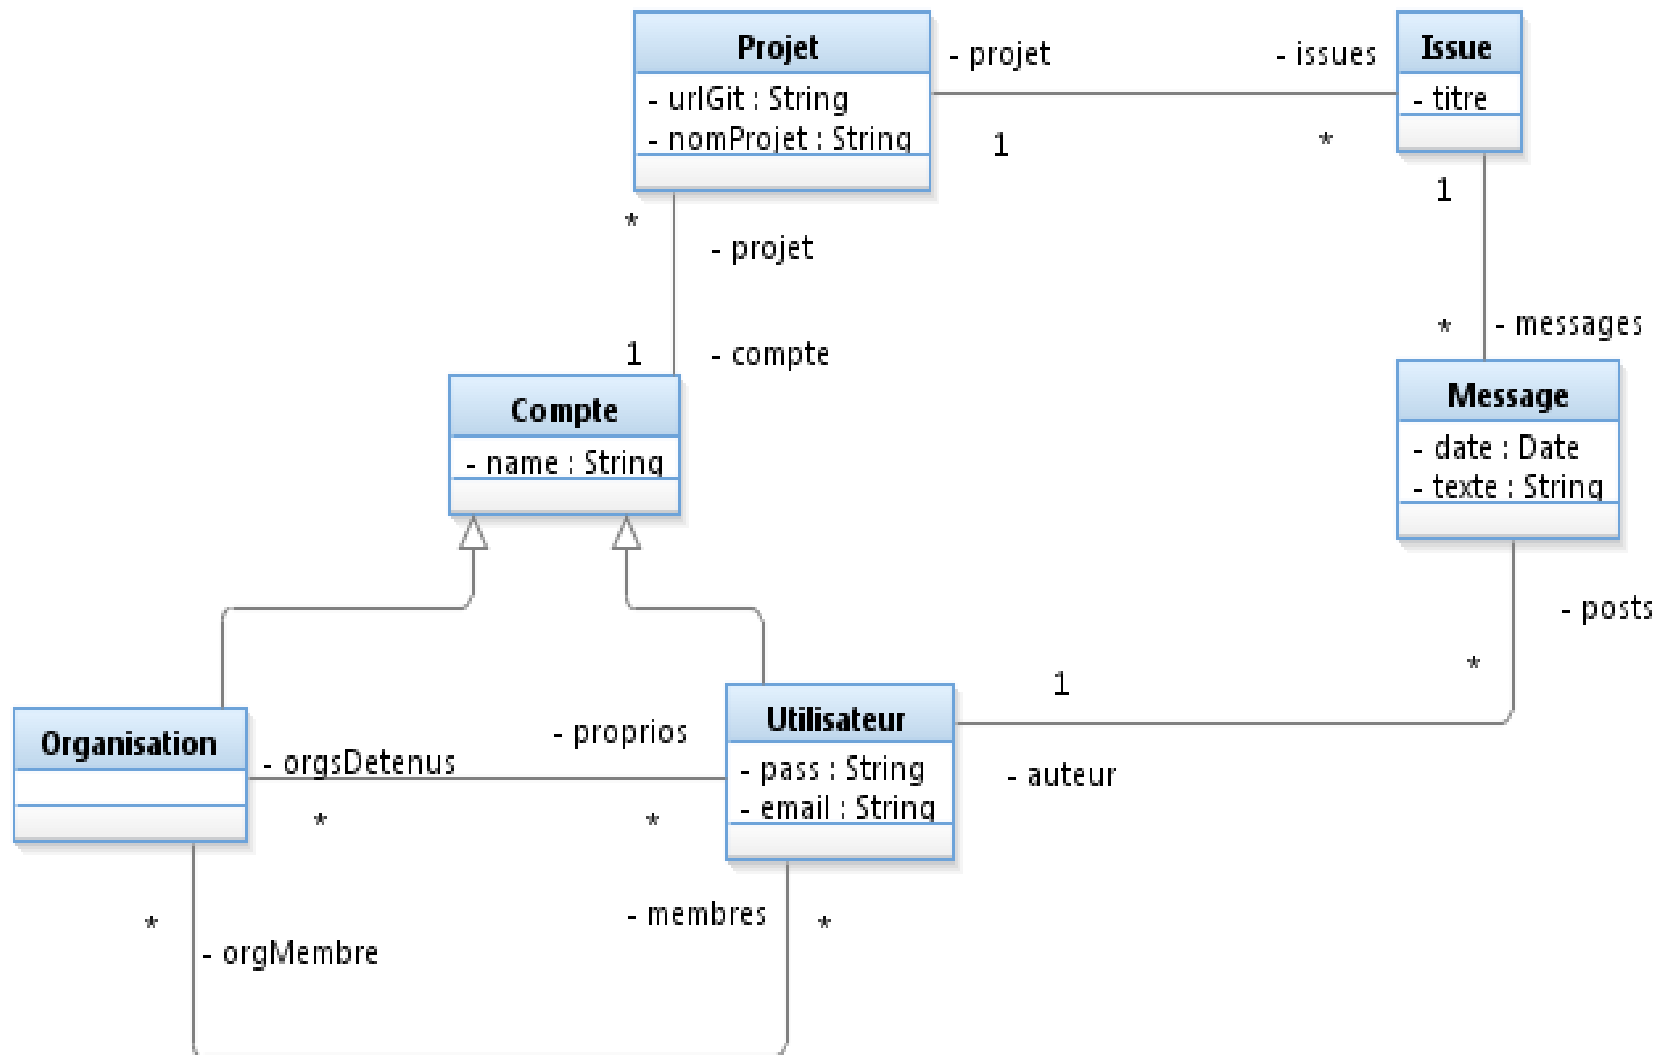 Projet
- urlGit : String
- nomProjet : String
- projet
- issues
1
*
Issue
- titre
1
*
- messages
*
- projet
1
- compte
Compte
- name : String
Message
- date : Date
- texte : String
- posts
*
1
- auteur
Organisation
- orgsDetenus
- proprios
*
*
Utilisateur
- pass : String
- email : String
*
- orgMembre
- membres
*